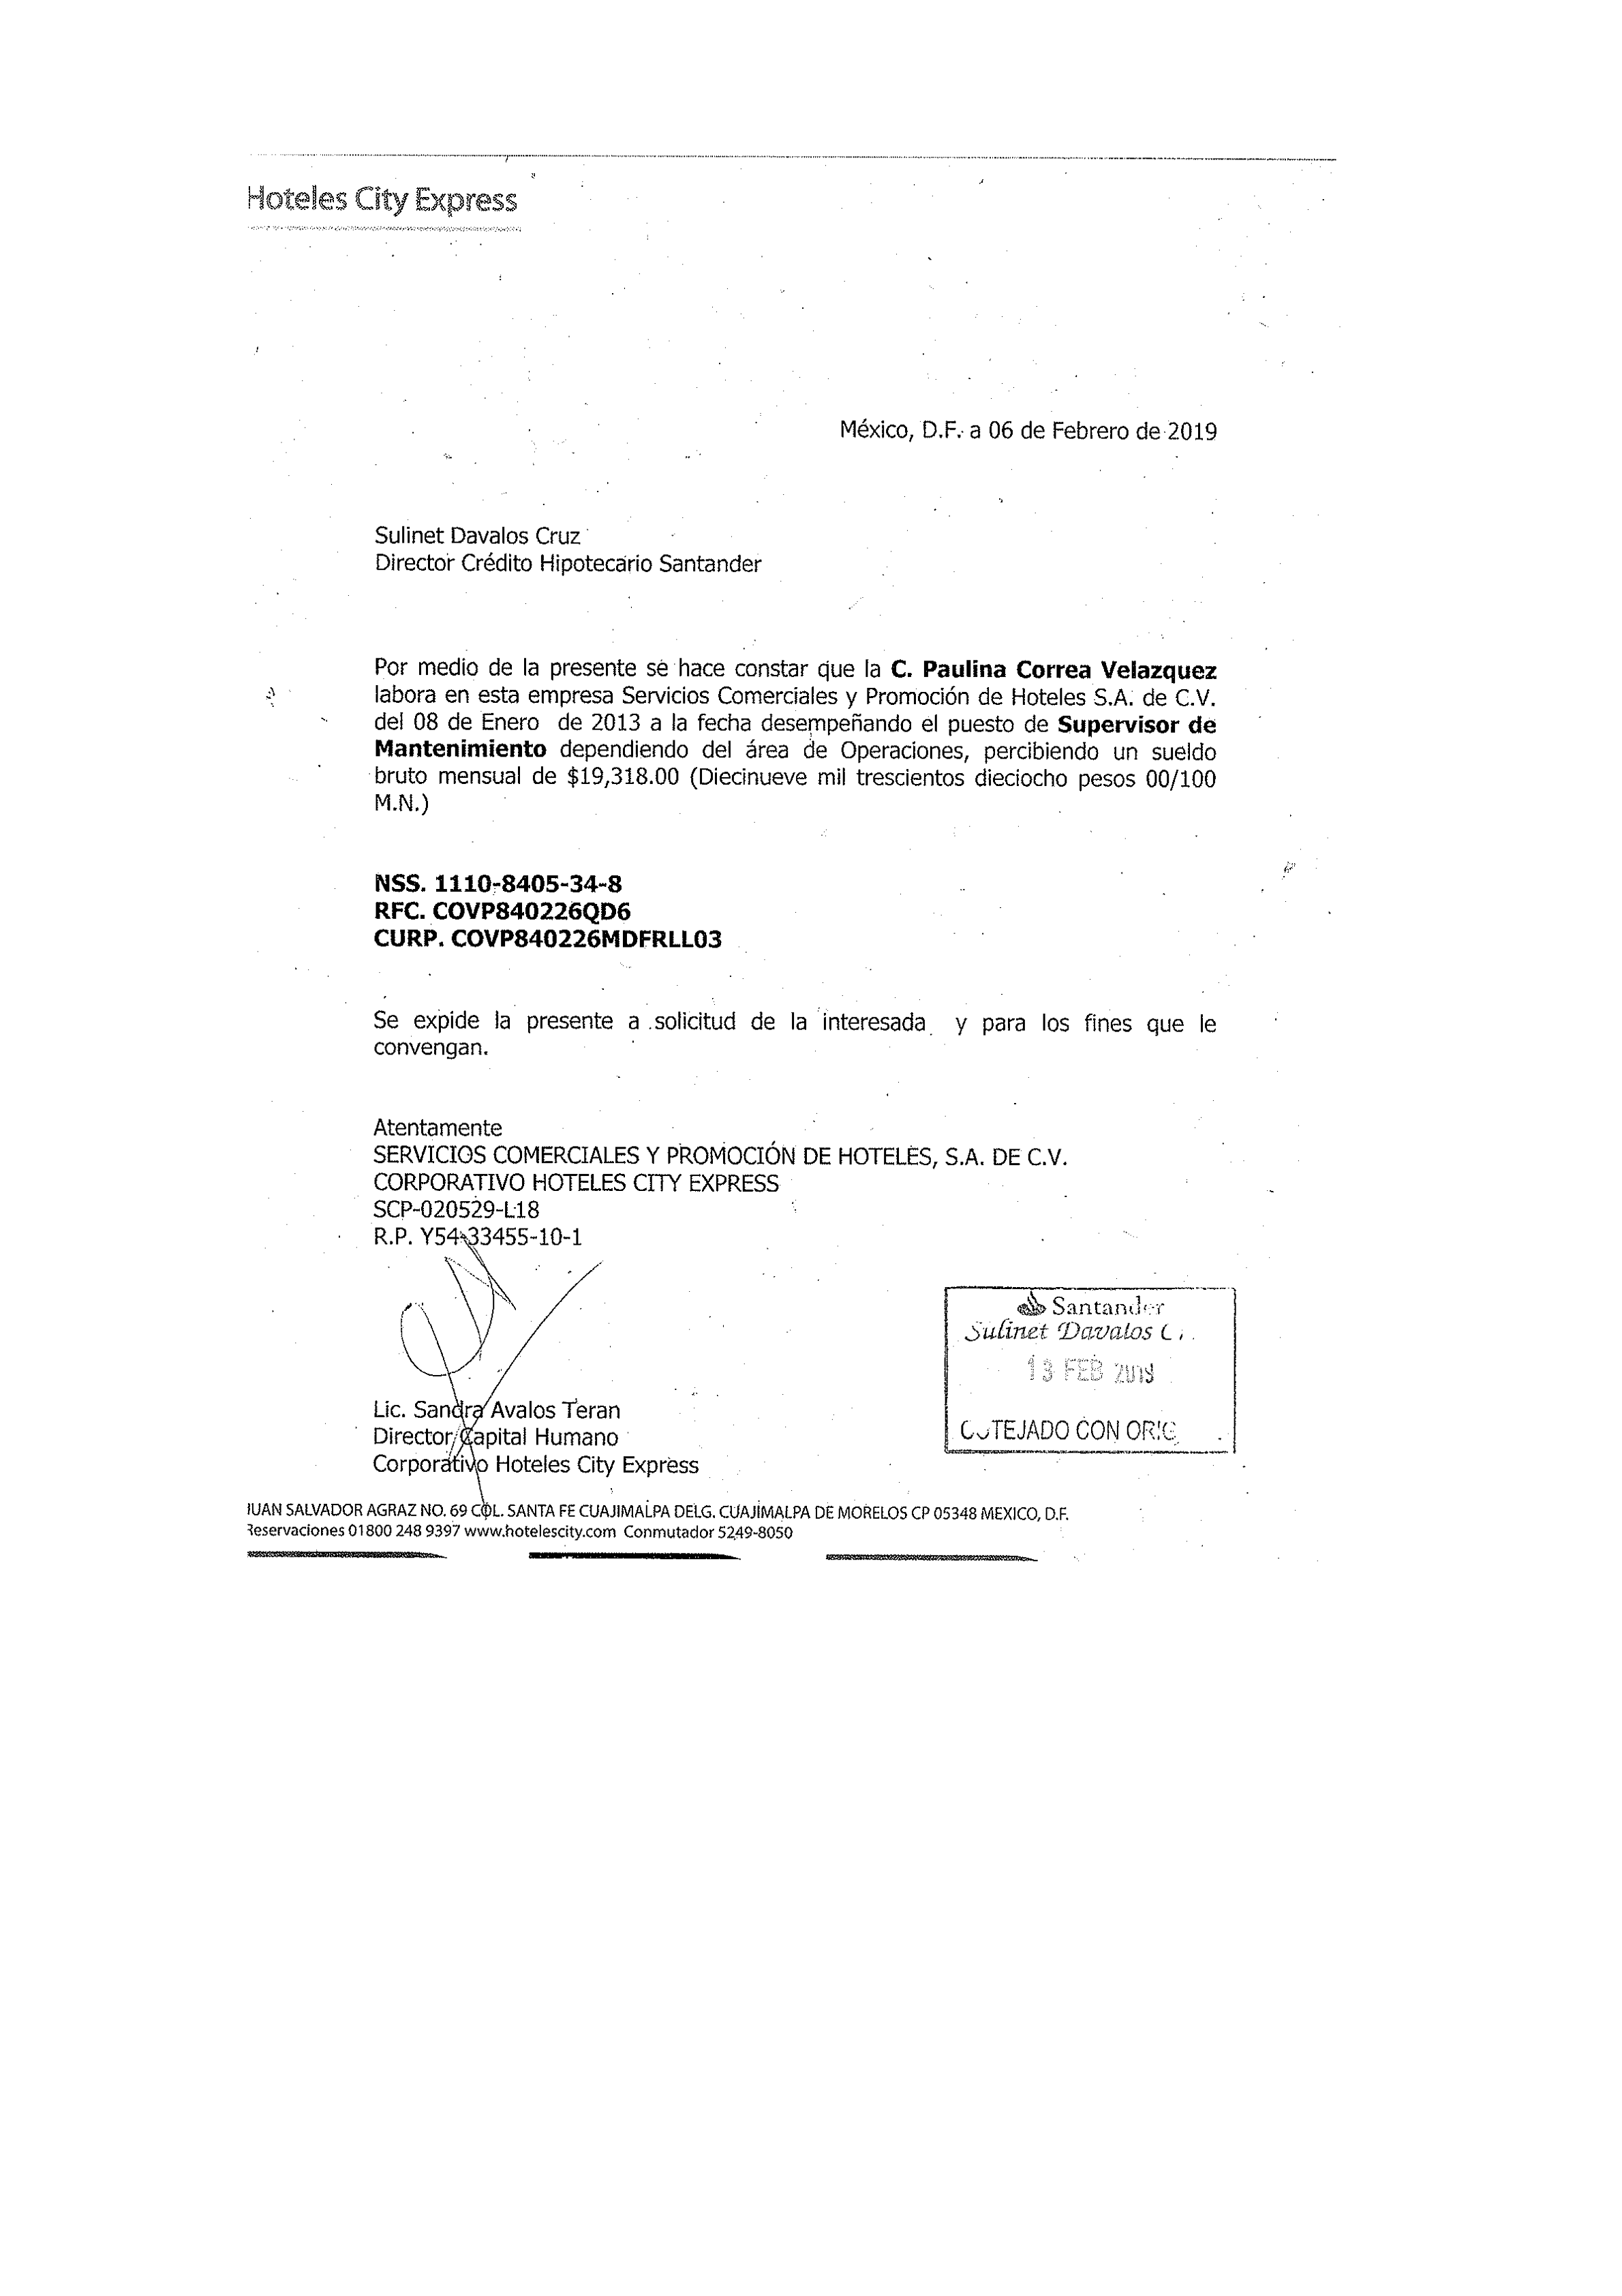 Hoteles City Express
México, D.F. a 06 de Febrero de 2019
Sulinet Davalos Cruz
Director Crédito Hipotecario Santander
Por medio de la presente se hace constar que la C. Paulina Correa Velazquez
labora en esta empresa Servicios Comerciales y Promoción de Hoteles S.A. de C.V.
del 08 de Enero de 2013 a la fecha desempeñando el puesto de Supervisor de
Mantenimiento dependiendo del área de Operaciones, percibiendo un sueldo
bruto mensual de $19,318.00 (Diecinueve mil trescientos dieciocho pesos 00/100
M.N.)
NSS. 1110-8405-34-8
RFC. COVP840226QD6
CURP. COVP840226MDFRLL03
Se expide la presente a solicitud de la interesada y para los fines que le
convengan.
Atentamente
SERVICIOS COMERCIALES Y PROMOCIÓN DE HOTELES, S.A. DE C.V.
CORPORATIVO HOTELES CITY EXPRESS
SCP-020529-L18
R.P. Y54-33455-10-1
Lic. Sandra Avalos Teran
Director Capital Humano
Corporativo Hoteles City Express
Santander
Sulinet Davalos C.
13 FEB 2019
COTEJADO CON ORIG
JUAN SALVADOR AGRAZ NO. 69 COL. SANTA FE CUAJIMALPA DELG. CUAJIMALPA DE MORELOS CP 05348 MEXICO, D.F.
Reservaciones 01800 248 9397 www.hotelescity.com Conmutador 5249-8050